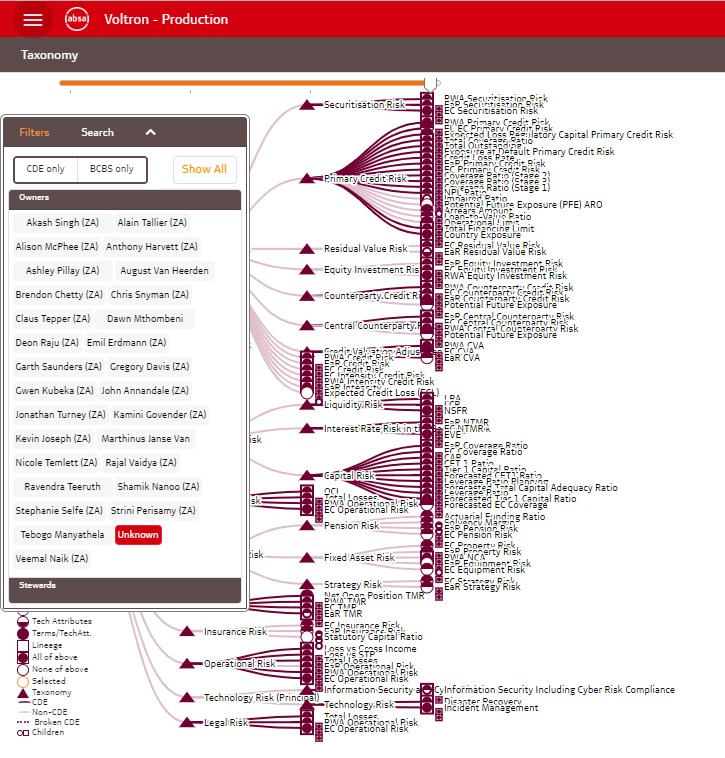 absa
Voltron - Production
Taxonomy
Filters Search
CDE only BCBS only Show All
Owners
Akash Singh (ZA) Alain Tallier (ZA)
Alison McPhee (ZA) Anthony Harvett (ZA)
Ashley Pillay (ZA) August Van Heerden
Brendon Chetty (ZA) Chris Snyman (ZA)
Claus Tepper (ZA) Dawn Mthombeni
Deon Raju (ZA) Emil Erdmann (ZA)
Garth Saunders (ZA) Gregory Davis (ZA)
Gwen Kubeka (ZA) John Annandale (ZA)
Jonathan Turney (ZA) Kamini Govender (ZA)
Kevin Joseph (ZA) Marthinus Janse Van
Nicole Temlett (ZA) Rajal Vaidya (ZA)
Ravendra Teeruth Shamik Nanoo (ZA)
Stephanie Selfe (ZA) Strini Perisamy (ZA)
Tebogo Manyathela Unknown
Veemal Naik (ZA)
Stewards
Tech Attributes
Terms/TechAtt.
Lineage
All of above
None of above
Selected
Taxonomy
CDE
Non-CDE
Broken CDE
Children
Securitisation Risk
RWA Securitisation Risk
EaR Securitisation Risk
EC Securitisation Risk
Primary Credit Risk
RWA Primary Credit Risk
EL EC Primary Credit Risk
Expected Loss Regulatory Capital Primary Credit Risk
Total Outstanding
Exposure at Default Primary Credit Risk
Credit Loss Rate
EaR Primary Credit Risk
EC Primary Credit Risk
Coverage Ratio (Stage 3)
Coverage Ratio (Stage 2)
Coverage Ratio (Stage 1)
NPL Ratio
Impaired Ratio
Potential Future Exposure (PFE) ARO
Arrears Amount
Loan-to-Value Ratio
Operational Limit
Total Financing Limit
Country Exposure
Residual Value Risk
EC Residual Value Risk
EaR Residual Value Risk
Equity Investment Ris
EaR Equity Investment Risk
EC Equity Investment Risk
RWA Equity Investment Risk
Counterparty Credit Ri
RWA Counterparty Credit Risk
EC Counterparty Credit Risk
EaR Counterparty Credit Risk
Potential Future Exposure
Central Counterparty
EaR Central Counterparty Risk
EC Central Counterparty Risk
RWA Central Counterparty Risk
Potential Future Exposure
Credit Valuation Adjus
RWA CVA
EC CVA
EaR CVA
RWA Credit Risk
EaR Credit Risk
EC Credit Risk
EC Intensity Credit Risk
RWA Intensity Credit Risk
EaR Intensity
Expected Credit Loss (ECL)
Liquidity Risk
LRA
LCR
NSFR
isk
Interest Rate Risk in th
EaR NTMR
EC NTMR
EVE
Capital Risk
EaR Coverage Ratio
EC Coverage Ratio
CAR
CET 1 Ratio
Tier 1 Capital Ratio
Forecasted CET1 Ratio
Leverage Ratio Planning
Forecasted Total Capital Adequacy Ratio
Leverage Ratio
Forecasted Tier 1 Capital Ratio
Forecasted EC Coverage
sk
OCI
Total Losses
RWA Operational Risk
EC Operational Risk
Pension Risk
Actuarial Funding Ratio
Solvency Margin
EaR Pension Risk
EC Pension Risk
isk
Fixed Asset Risk
EC Property Risk
EaR Property Risk
RWA NCA
EaR Equipment Risk
EC Equipment Risk
Strategy Risk
EC Strategy Risk
EaR Strategy Risk
Net Open Position TMR
RWA TMR
EC TMR
EaR TMR
Insurance Risk
EC Insurance Risk
EaR Insurance Risk
Statutory Capital Ratio
Operational Risk
Loss vs Gross Income
Loss vs STP
Total Losses
EaR Operational Risk
RWA Operational Risk
EC Operational Risk
Technology Risk (Principal)
Information Security a
Cy
Information Security Including Cyber Risk Compliance
Technology Risk
Disaster Recovery
Incident Management
Legal Risk
Total Losses
RWA Operational Risk
EC Operational Risk